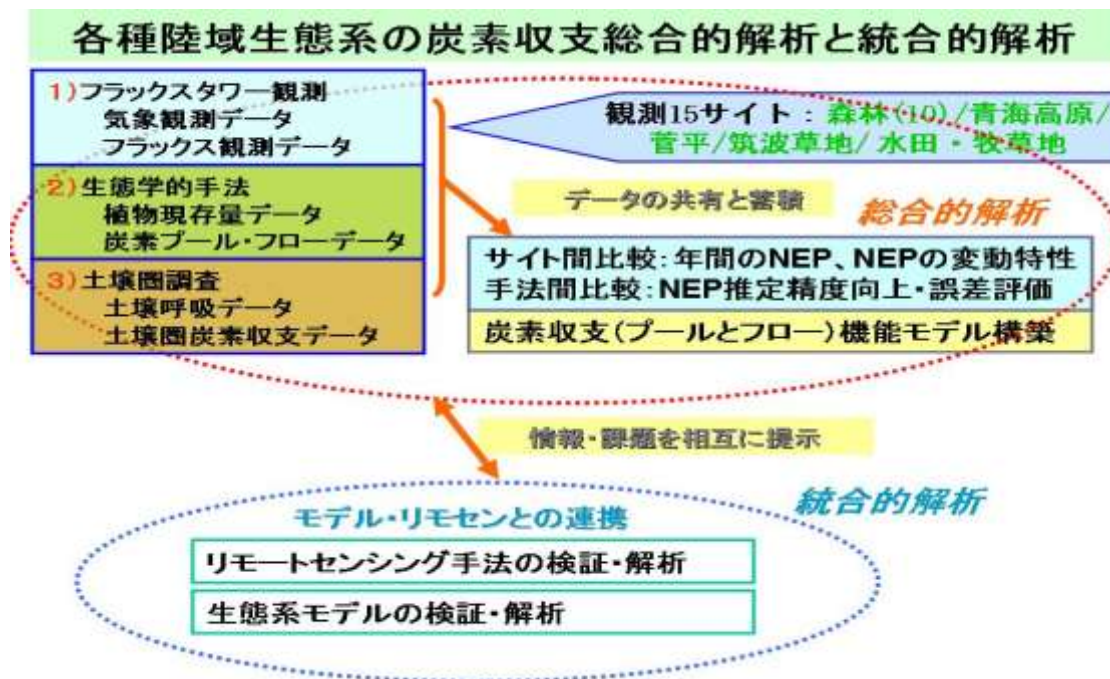 各種陸域生態系の炭素収支総合的解析と統合的解析
1)フラックスタワー観測
気象観測データ
フラックス観測データ
観測15サイト：森林(10)/青海高原/
菅平/筑波草地/水田・牧草地
2)生態学的手法
植物現存量データ
炭素プール・フローデータ
データの共有と蓄積
総合的解析
3)土壌圏調査
土壌呼吸データ
土壌圏炭素収支データ
サイト間比較:年間のNEP、NEPの変動特性
手法間比較:NEP推定精度向上・誤差評価
炭素収支(プールとフロー)機能モデル構築
情報・課題を相互に提示
統合的解析
モデル・リモセンとの連携
リモートセンシング手法の検証・解析
生態系モデルの検証・解析